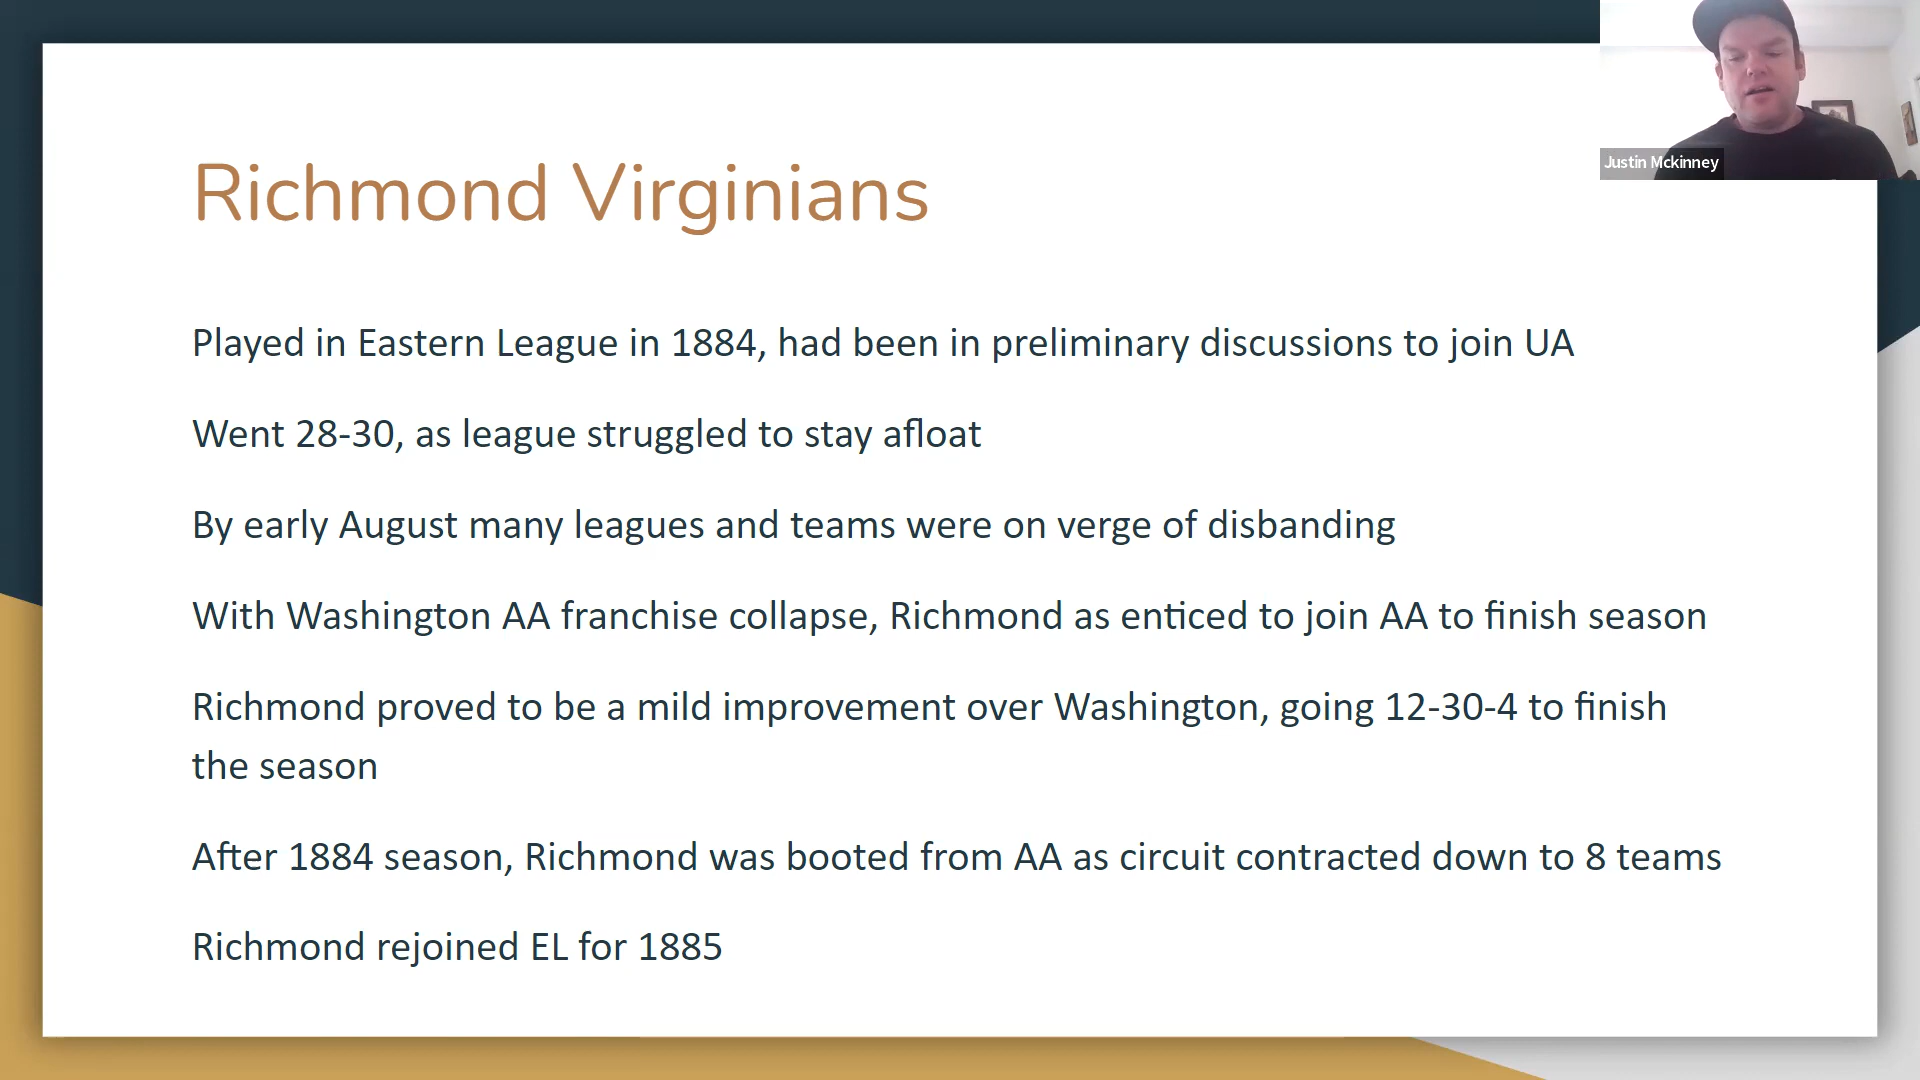 Justin Mckinney
Richmond Virginians
Played in Eastern League in 1884, had been in preliminary discussions to join UA
Went 28-30, as league struggled to stay afloat
By early August many leagues and teams were on verge of disbanding
With Washington AA franchise collapse, Richmond as enticed to join AA to finish season
Richmond proved to be a mild improvement over Washington, going 12-30-4 to finish
the season
After 1884 season, Richmond was booted from AA as circuit contracted down to 8 teams
Richmond rejoined EL for 1885